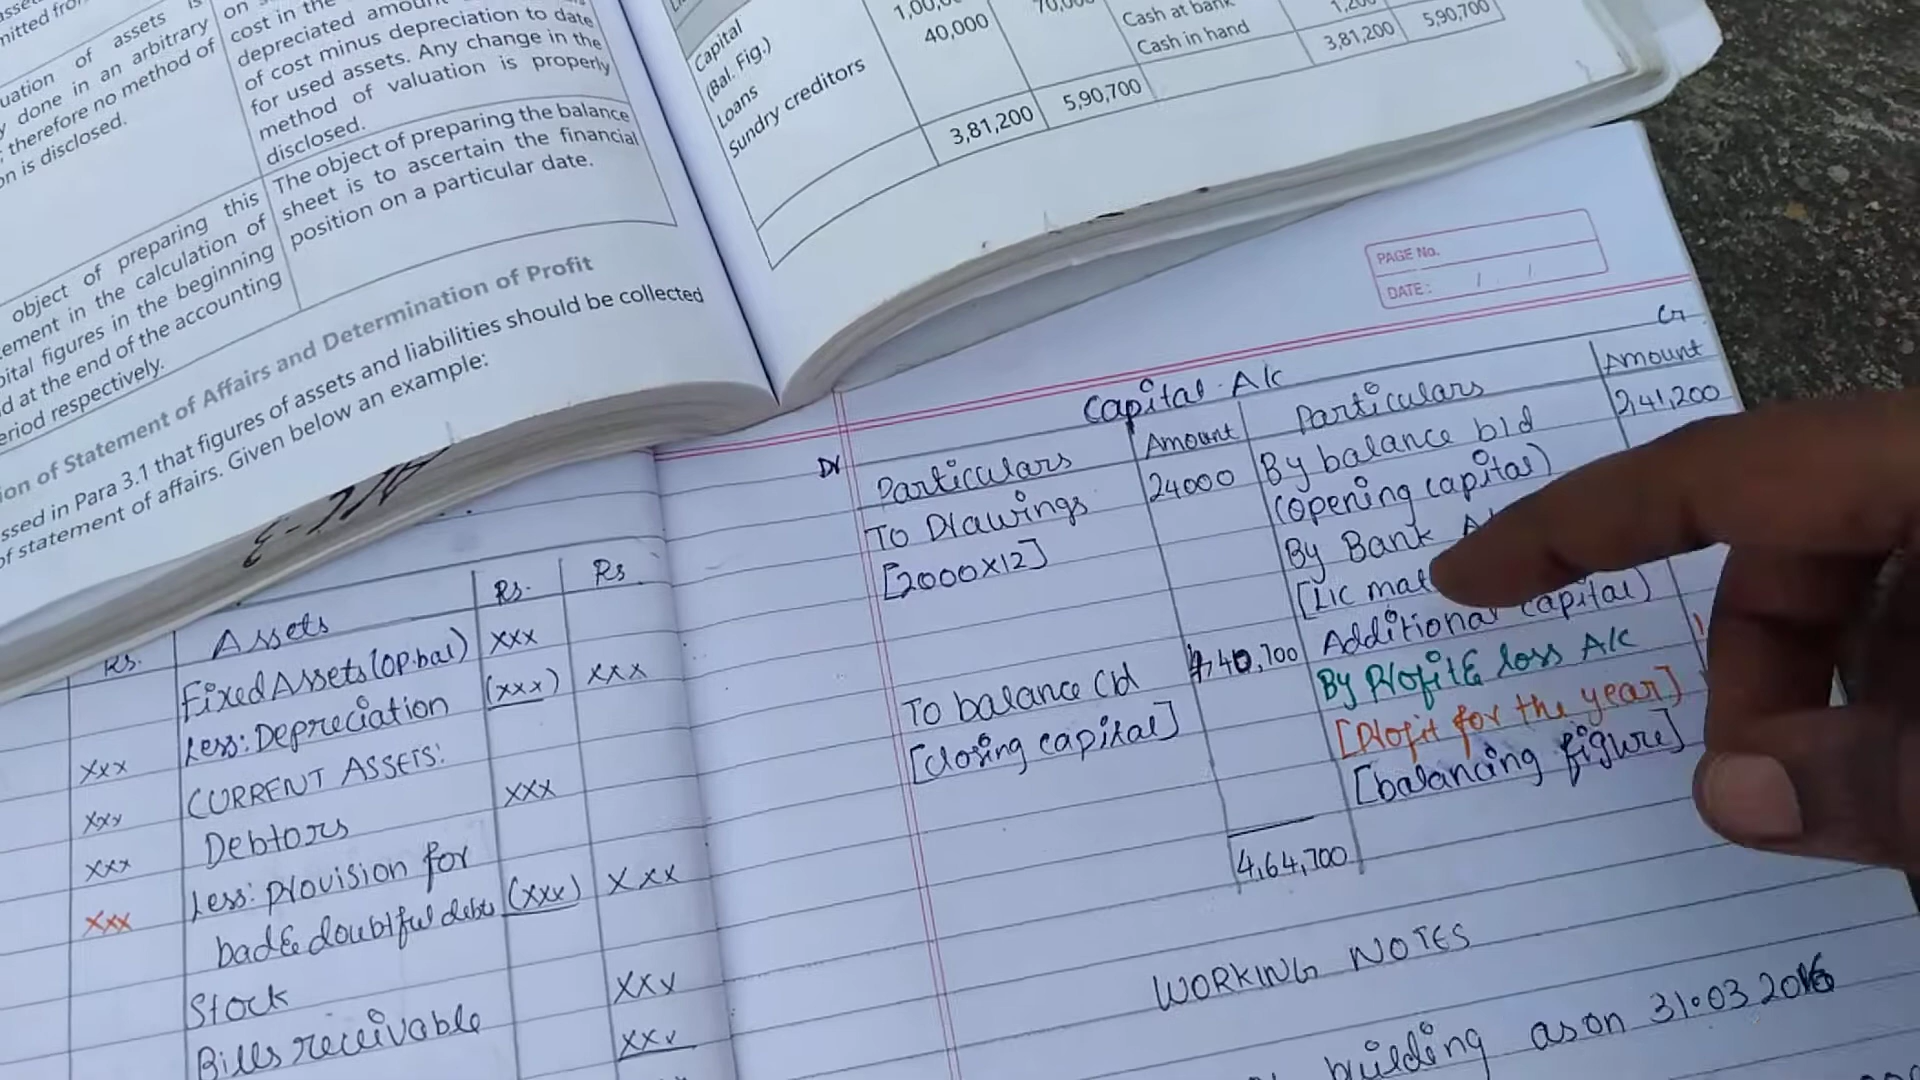 uation of assets is
done in an arbitrary
therefore no method of
on is disclosed.
on
cost in the
depreciated amou
of cost minus depreciation to date
for used assets. Any change in the
method of valuation is properly
disclosed.
object of preparing this
ement in the calculation of
pital figures in the beginning
d at the end of the accounting
eriod respectively.
The object of preparing the balance
sheet is to ascertain the financial
position on a particular date.
ion of Statement of Affairs and Determination of Profit
ssed in Para 3.1 that figures of assets and liabilities should be collected
of statement of affairs. Given below an example:
Capital
(Bal. Fig.)
Loans 1,00,0
Sundry creditors 40,000 70,00
3,81,200 5,90,700
Cash at bank
Cash in hand 1,200
3,81,200 5,90,700
PAGE No.
DATE: / /
Capital A/c
Dr
Cr
Particulars Amount Particulars Amount
To Drawings 24000 By balance b/d 2,41,200
[2000x12] (opening capital)
By Bank A
[LIC mat
Additional capital)
To balance C/d 4,40,700 By Profit & loss A/c
[closing capital] [Profit for the year]
[balancing figure]
4,64,700
WORKING NOTES
building as on 31.03.2016
Rs. Assets Rs. Rs
Fixed Assets (op.bal) xxx
xxx Less: Depreciation (xxx) xxx
xxx CURRENT ASSETS:
xxx Debtors xxx
xxx Less: provision for
bad & doubtful debts (xxx) xxx
Stock xxx
Bills receivable xxx